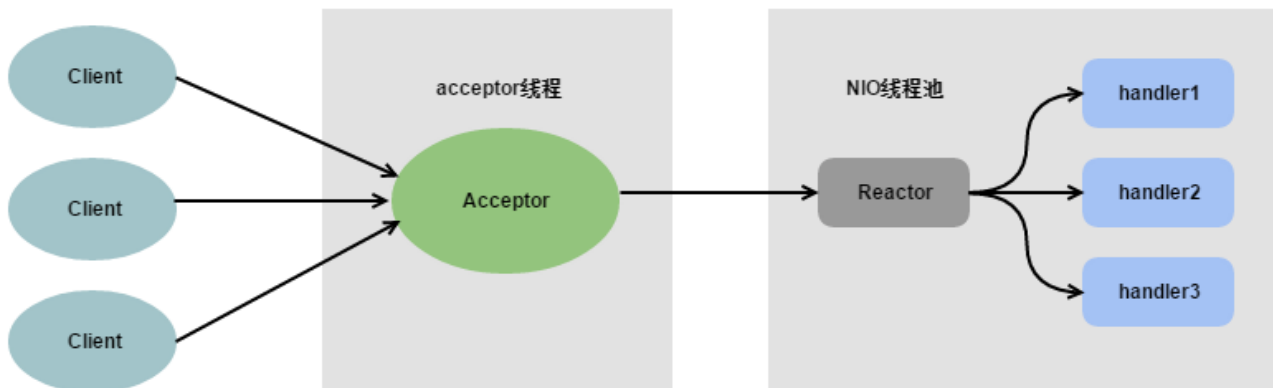 Client
Client
Client
acceptor线程
Acceptor
NIO线程池
Reactor
handler1
handler2
handler3